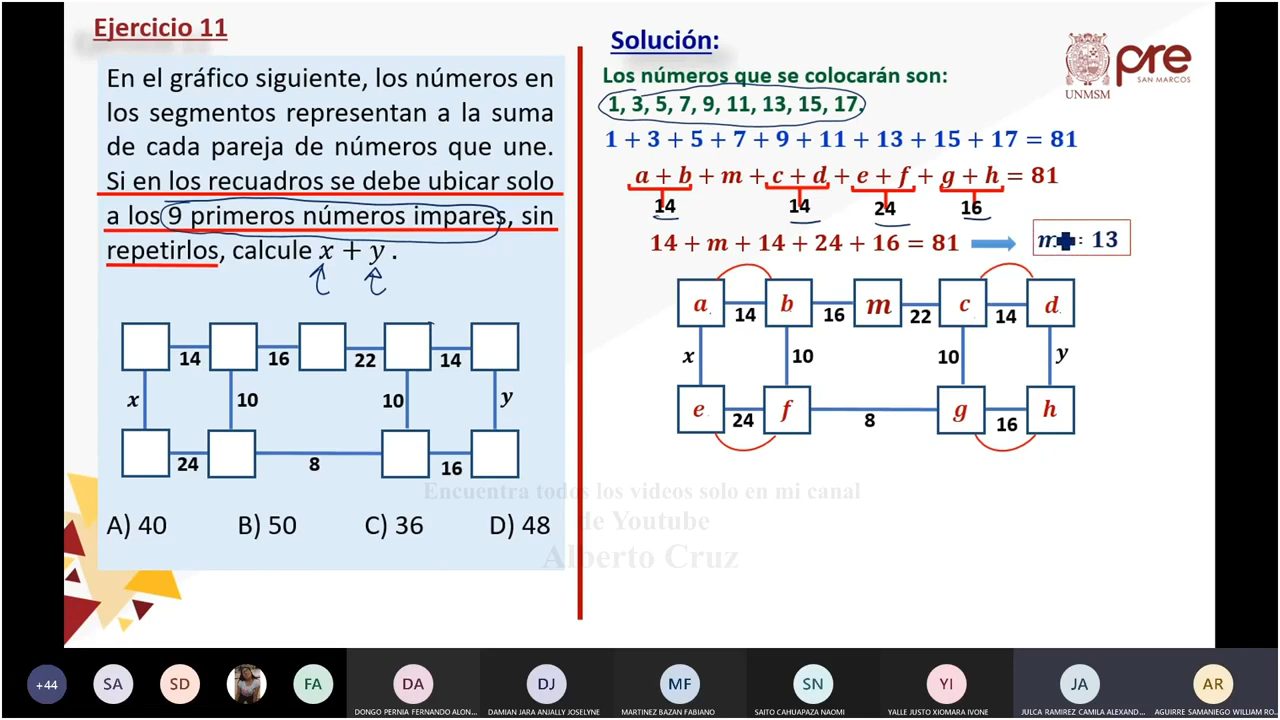 Ejercicio 11
En el gráfico siguiente, los números en
los segmentos representan a la suma
de cada pareja de números que une.
Si en los recuadros se debe ubicar solo
a los 9 primeros números impares, sin
repetirlos, calcule x + y .
14 16 22 14
x 10 10 y
24 8 16
A) 40 B) 50 C) 36 D) 48
Solución:
Los números que se colocarán son:
1, 3, 5, 7, 9, 11, 13, 15, 17.
1 + 3 + 5 + 7 + 9 + 11 + 13 + 15 + 17 = 81
a + b + m + c + d + e + f + g + h = 81
14 14 24 16
14 + m + 14 + 24 + 16 = 81 m : 13
a b m c d
14 16 22 14
x 10 10 y
e f g h
24 8 16
Encuentra todos los videos solo en mi canal
de Youtube
Alberto Cruz
UNMSM
pre
SAN MARCOS
+44 SA SD FA DA DJ MF SN YI JA AR
DONGO PERNIA FERNANDO ALON... DAMIAN JARA ANJALLY JOSELYNE MARTINEZ BAZAN FABIANO SAITO CAHUAPAZA NAOMI YALLE JUSTO XIOMARA IVONE JULCA RAMIREZ CAMILA ALEXAND... AGUIRRE SAMANIEGO WILLIAM RO...